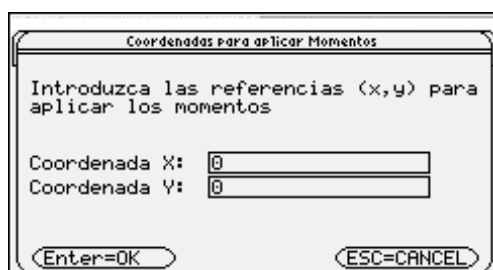 Coordenadas para aplicar Momentos
Introduzca las referencias (x,y) para
aplicar los momentos
Coordenada X: 0
Coordenada Y: 0
Enter=OK ESC=CANCEL